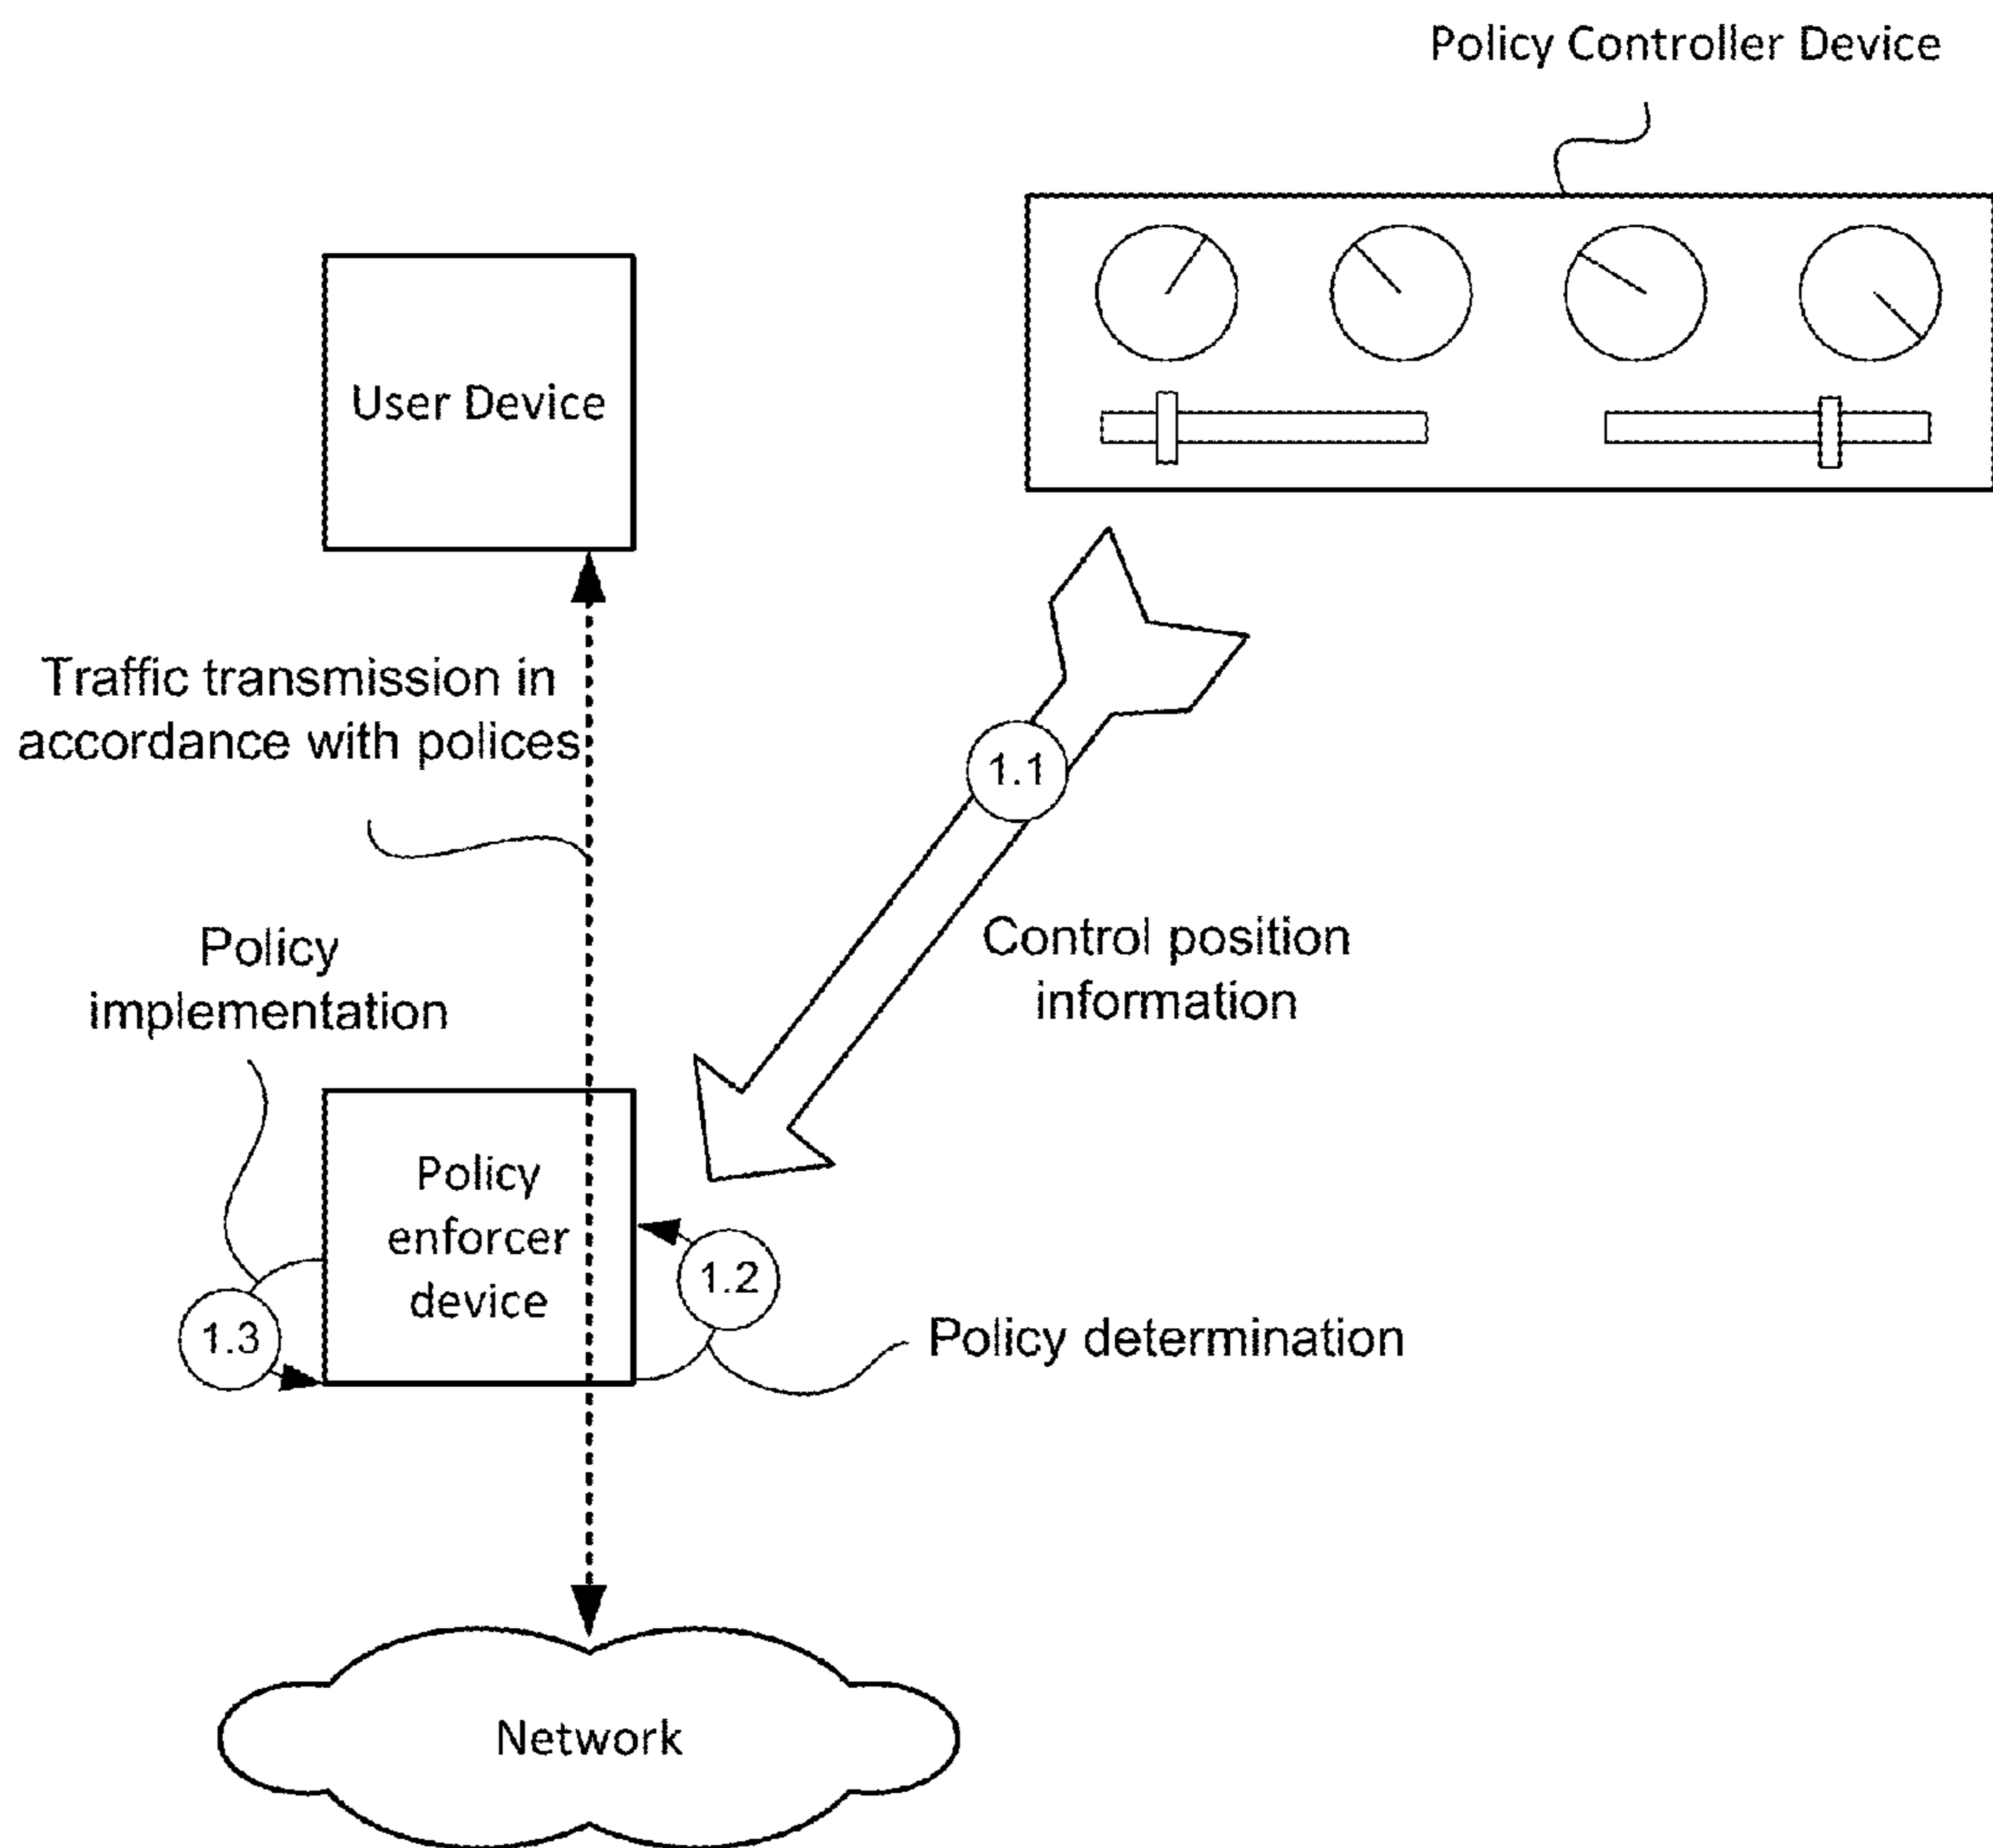 Policy Controller Device
User Device
Traffic transmission in
accordance with polices
1.1
Control position
information
Policy
implementation
Policy
enforcer
device
1.2
1.3
Policy determination
Network